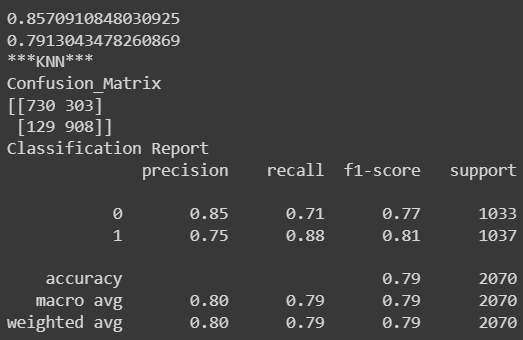 0.8570910848030925
0.7913043478260869
***KNN***
Confusion_Matrix
[[730 303]
 [129 908]]
Classification Report
              precision    recall  f1-score   support

           0       0.85      0.71      0.77      1033
           1       0.75      0.88      0.81      1037

    accuracy                           0.79      2070
   macro avg       0.80      0.79      0.79      2070
weighted avg       0.80      0.79      0.79      2070